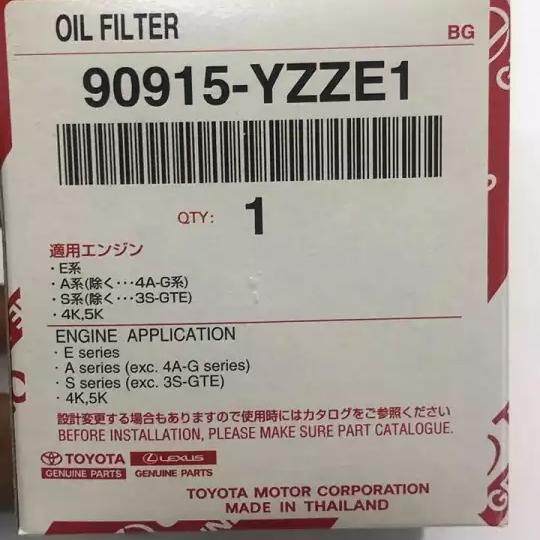 OIL FILTER
BG
90915-YZZE1
QTY: 1
適用エンジン
・E系
・A系(除く・・・4A-G系)
・S系(除く・・・3S-GTE)
・4K,5K
ENGINE APPLICATION
・E series
・A series (exc. 4A-G series)
・S series (exc. 3S-GTE)
・4K,5K
設計変更する場合もありますので使用時にはカタログをご参照ください
BEFORE INSTALLATION, PLEASE MAKE SURE PART CATALOGUE.
TOYOTA LEXUS
GENUINE PARTS GENUINE PARTS
TOYOTA MOTOR CORPORATION
MADE IN THAILAND